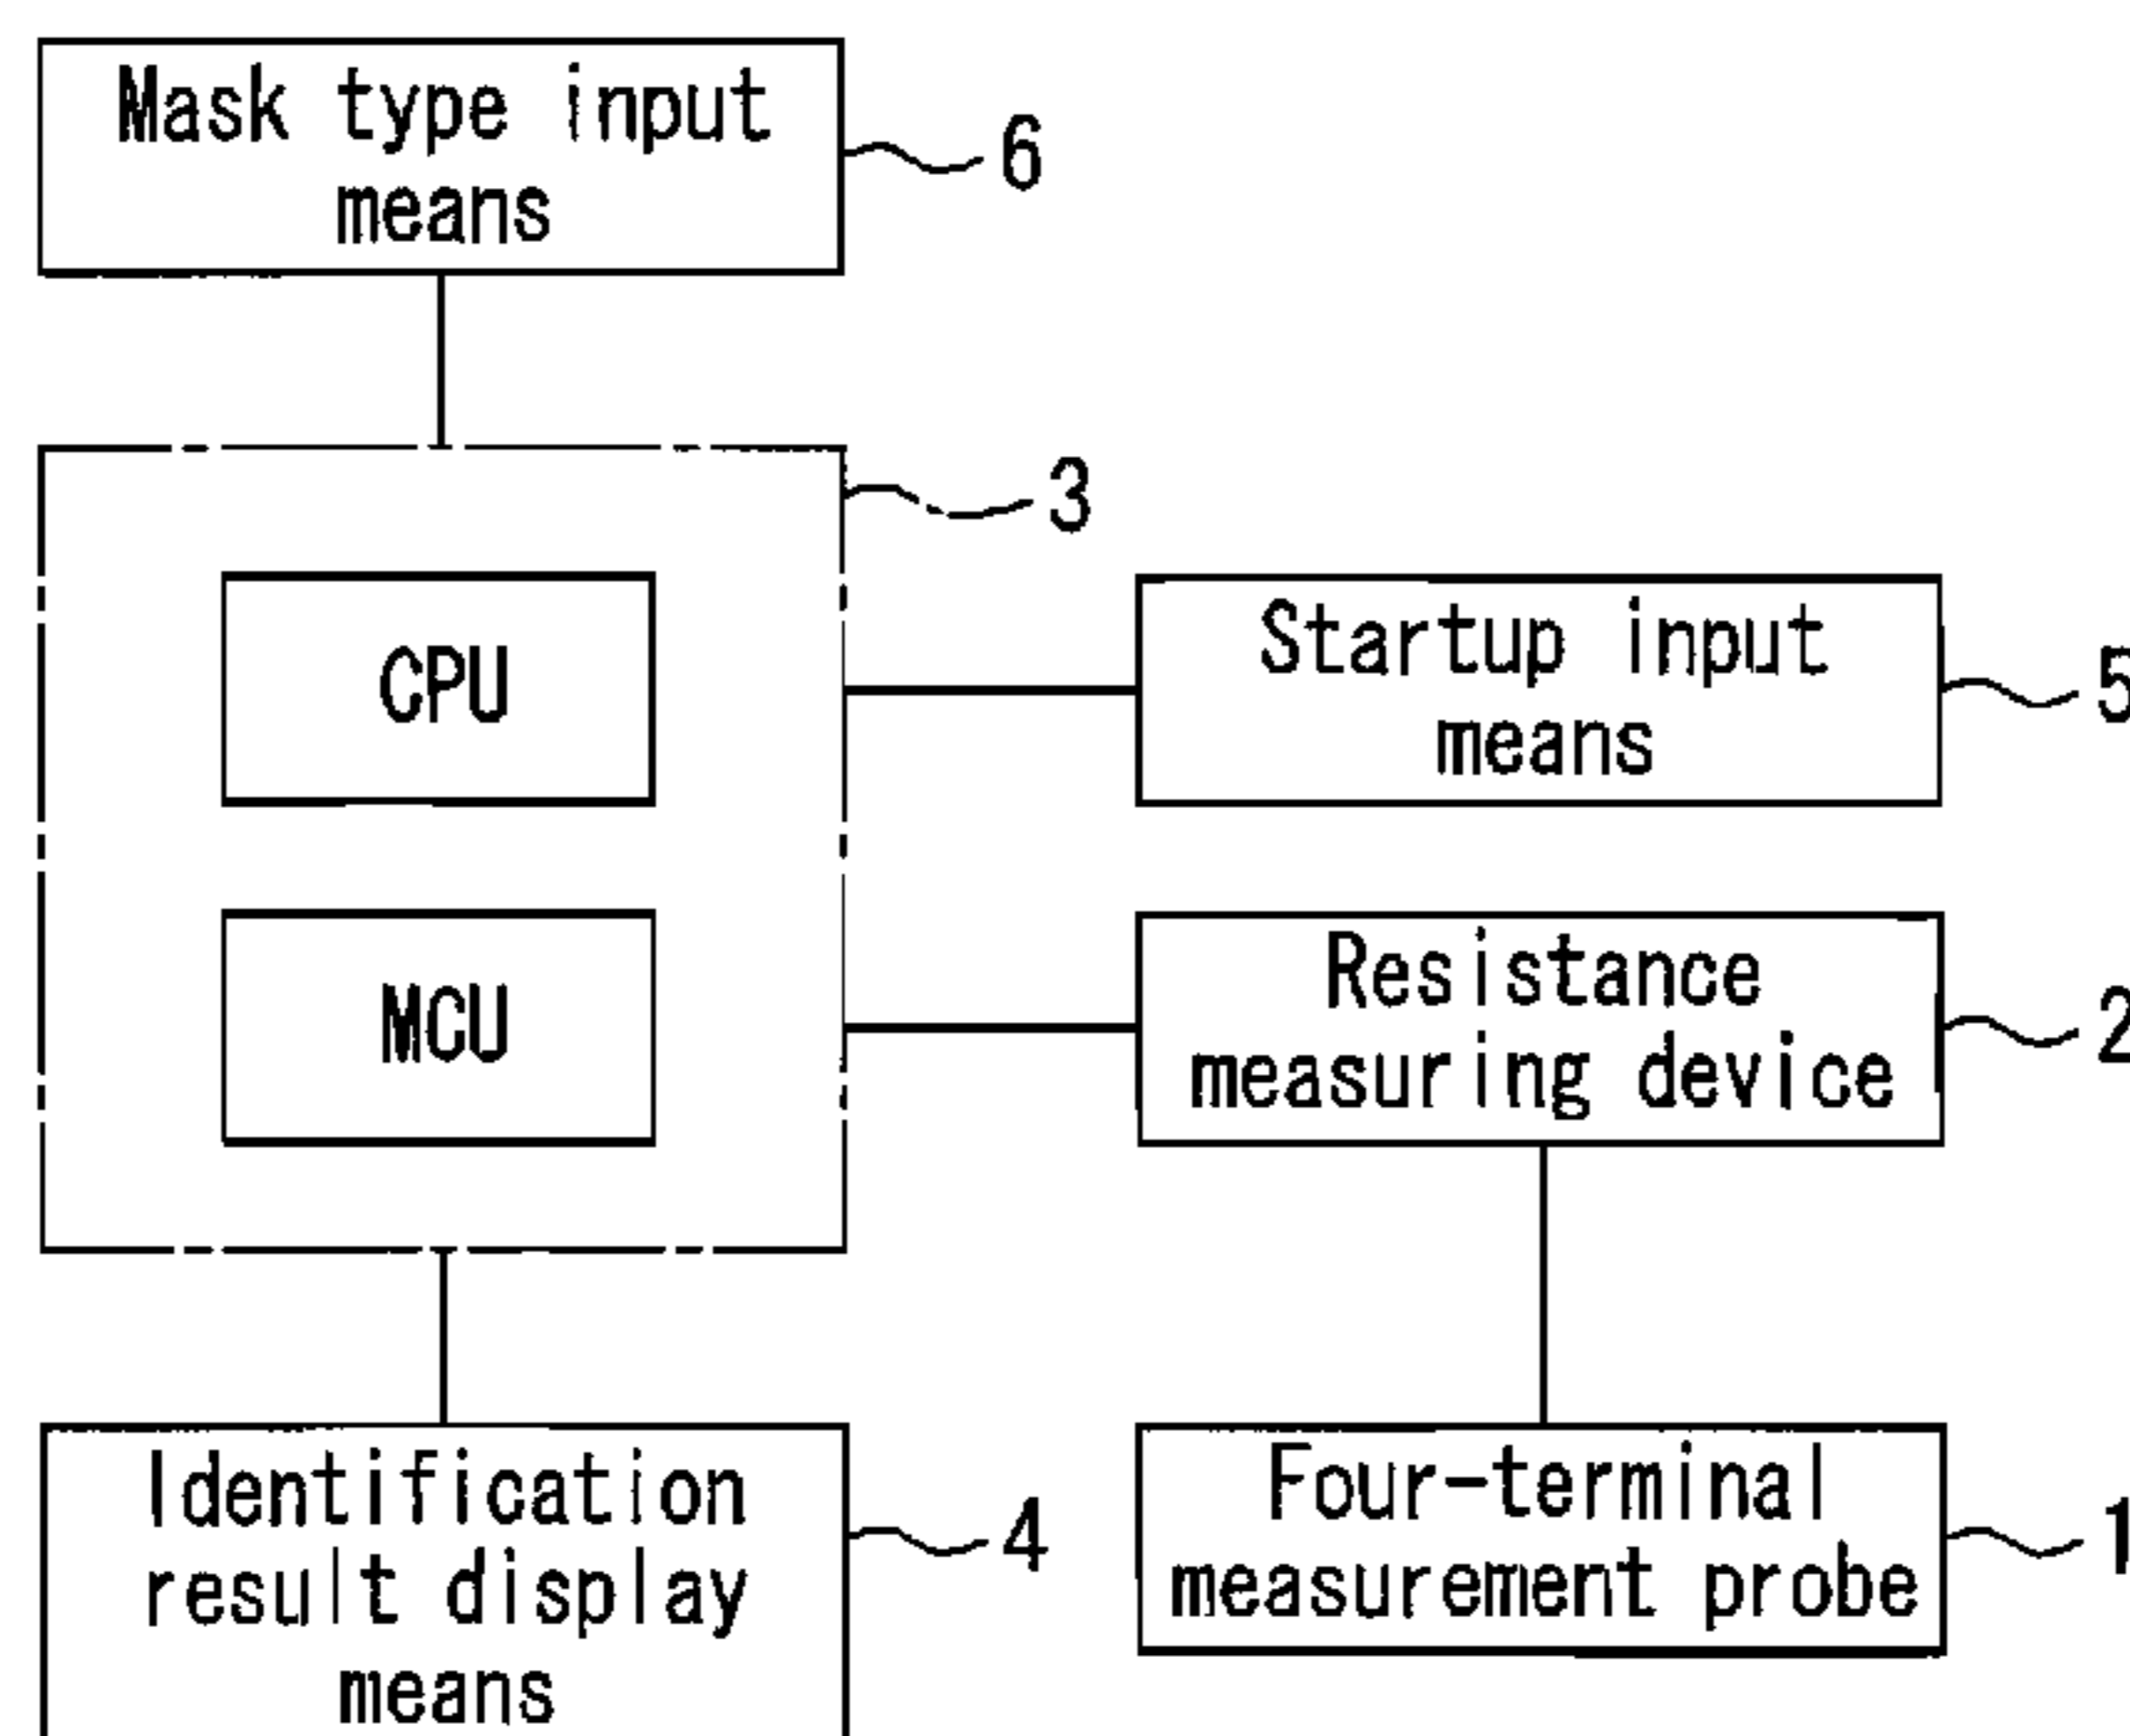 Mask type input
means
6
3
CPU
Startup input
means
5
MCU
Resistance
measuring device
2
Identification
result display
means
4
Four-terminal
measurement probe
1